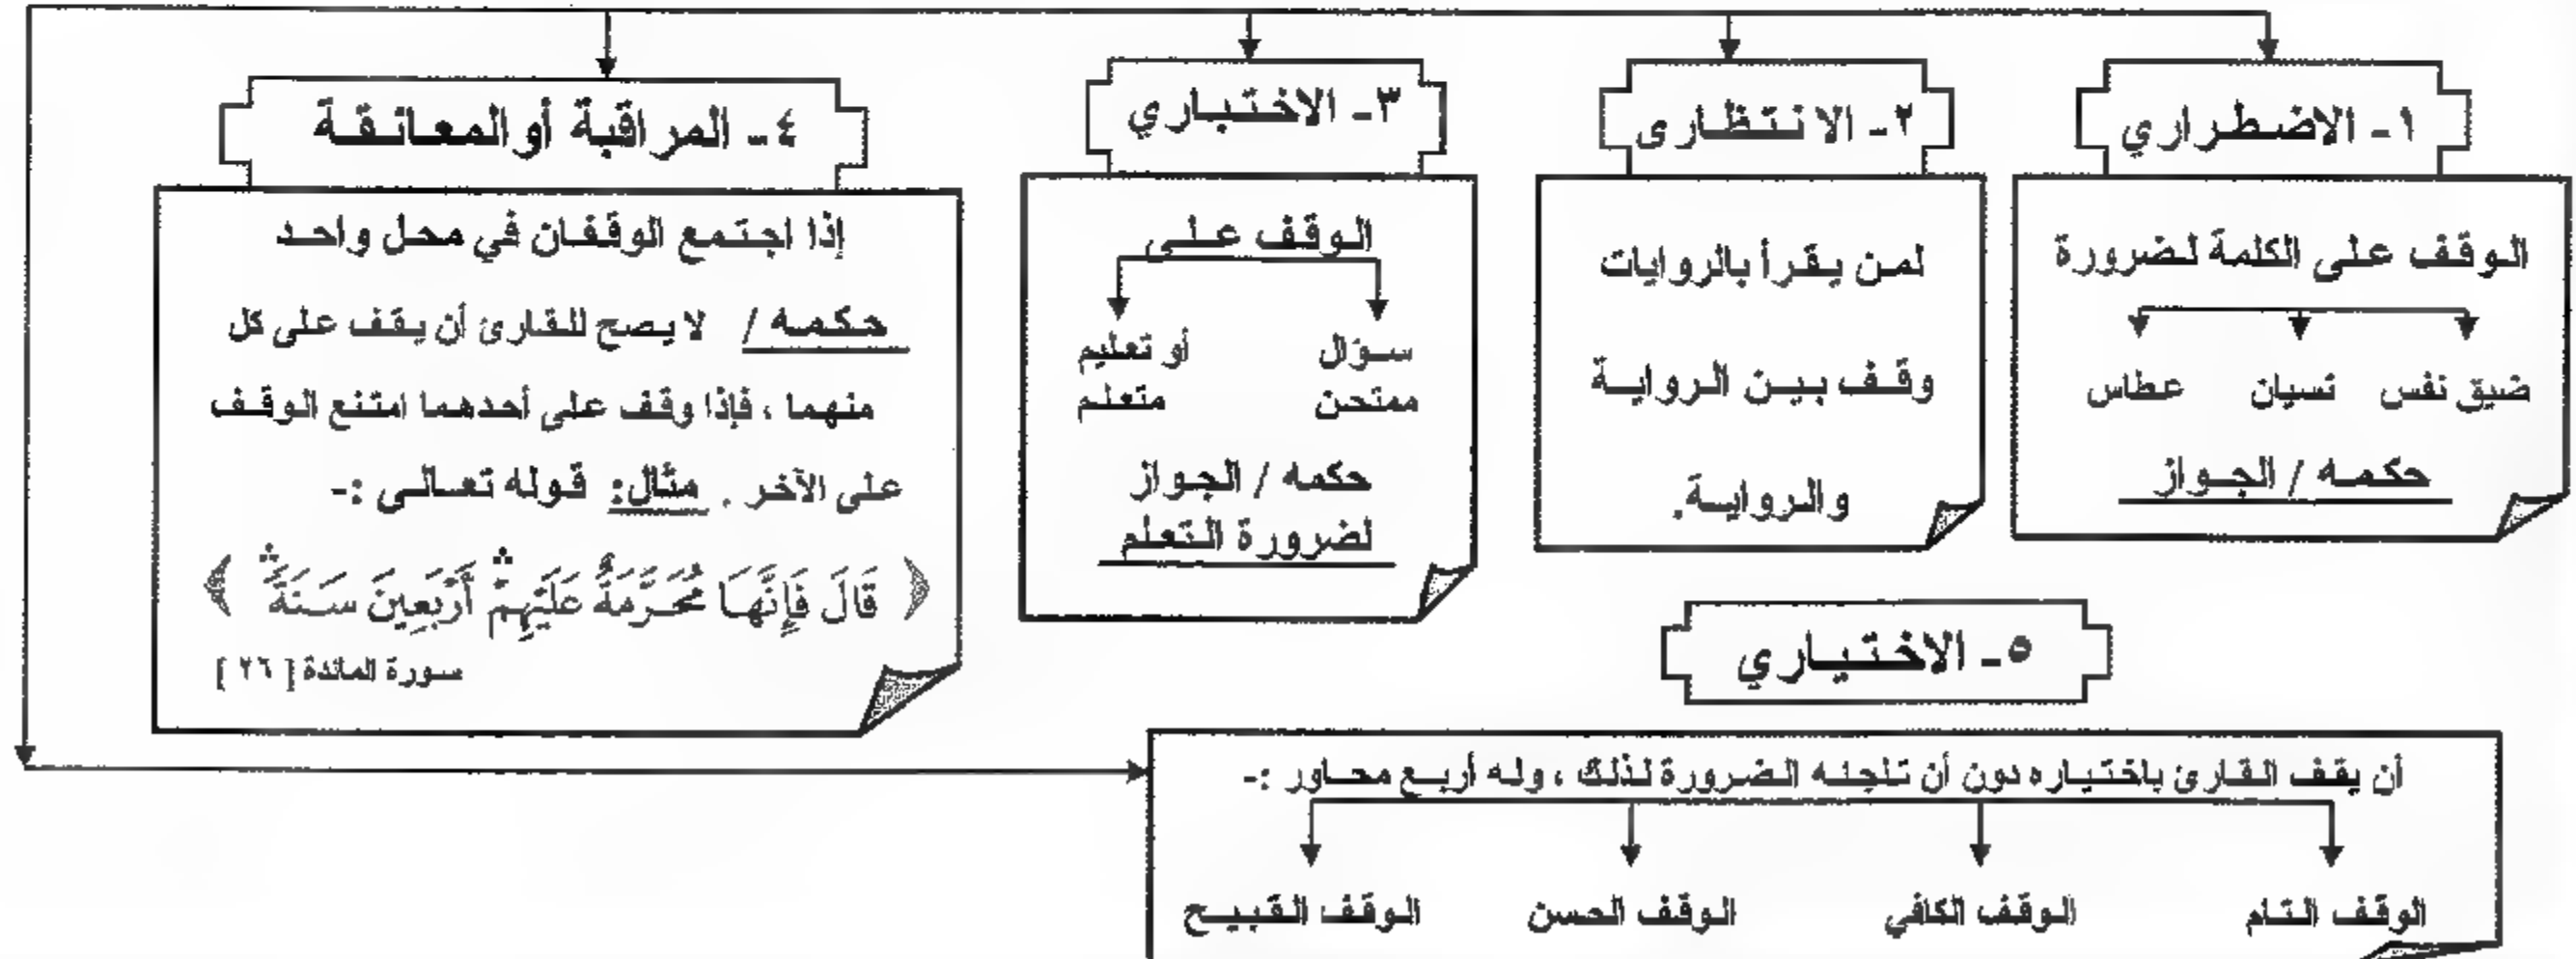 ١- الاضطراري
الوقف على الكلمة لضرورة
ضيق نفس
نسيان
عطاس
حكمه / الجواز
٢- الانتظارى
لمن يقرأ بالروايات
وقف بين الرواية
والرواية.
٣- الاختباري
الوقف على
سؤال
ممتحن
أو تعليم
متعلم
حكمه / الجواز
لضرورة التعلم
٤- المراقبة أو المعانقة
إذا اجتمع الوقفان في محل واحد
حكمه / لا يصح للقارئ أن يقف على كل
منهما ، فإذا وقف على أحدهما امتنع الوقف
على الآخر . مثال: قوله تعالى :-
﴿ قَالَ فَإِنَّهَا مُحَرَّمَةٌ عَلَيْهِمْ ۛ أَرْبَعِينَ سَنَةً ۛ ﴾
سورة المائدة [ ٢٦ ]
٥- الاختياري
أن يقف القارئ باختياره دون أن تلجئه الضرورة لذلك ، وله أربع محاور :-
الوقف التام
الوقف الكافي
الوقف الحسن
الوقف القبيح